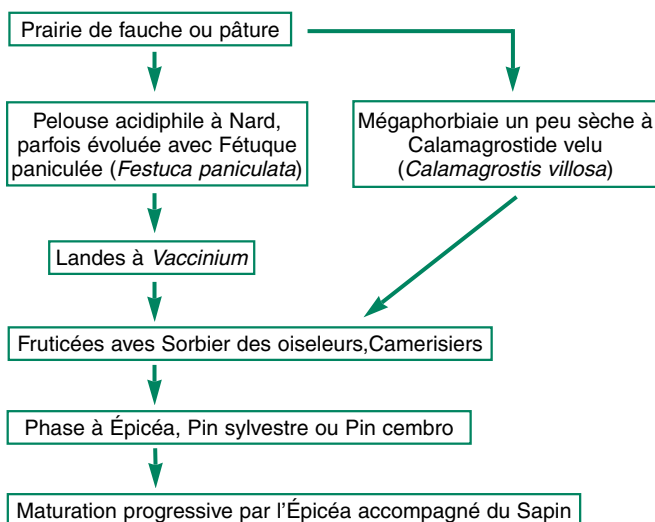 Prairie de fauche ou pâture
Pelouse acidiphile à Nard,
parfois évoluée avec Fétuque
paniculée (Festuca paniculata)
Mégaphorbiaie un peu sèche à
Calamagrostide velu
(Calamagrostis villosa)
Landes à Vaccinium
Fruticées aves Sorbier des oiseleurs,Camerisiers
Phase à Épicéa, Pin sylvestre ou Pin cembro
Maturation progressive par l'Épicéa accompagné du Sapin